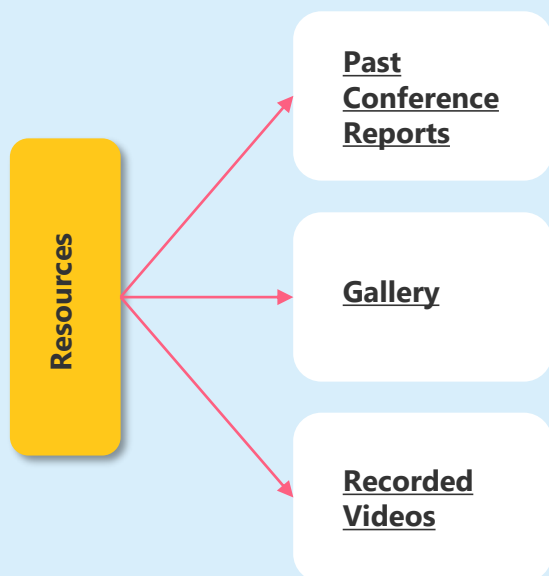 Resources
Past
Conference
Reports
Gallery
Recorded
Videos